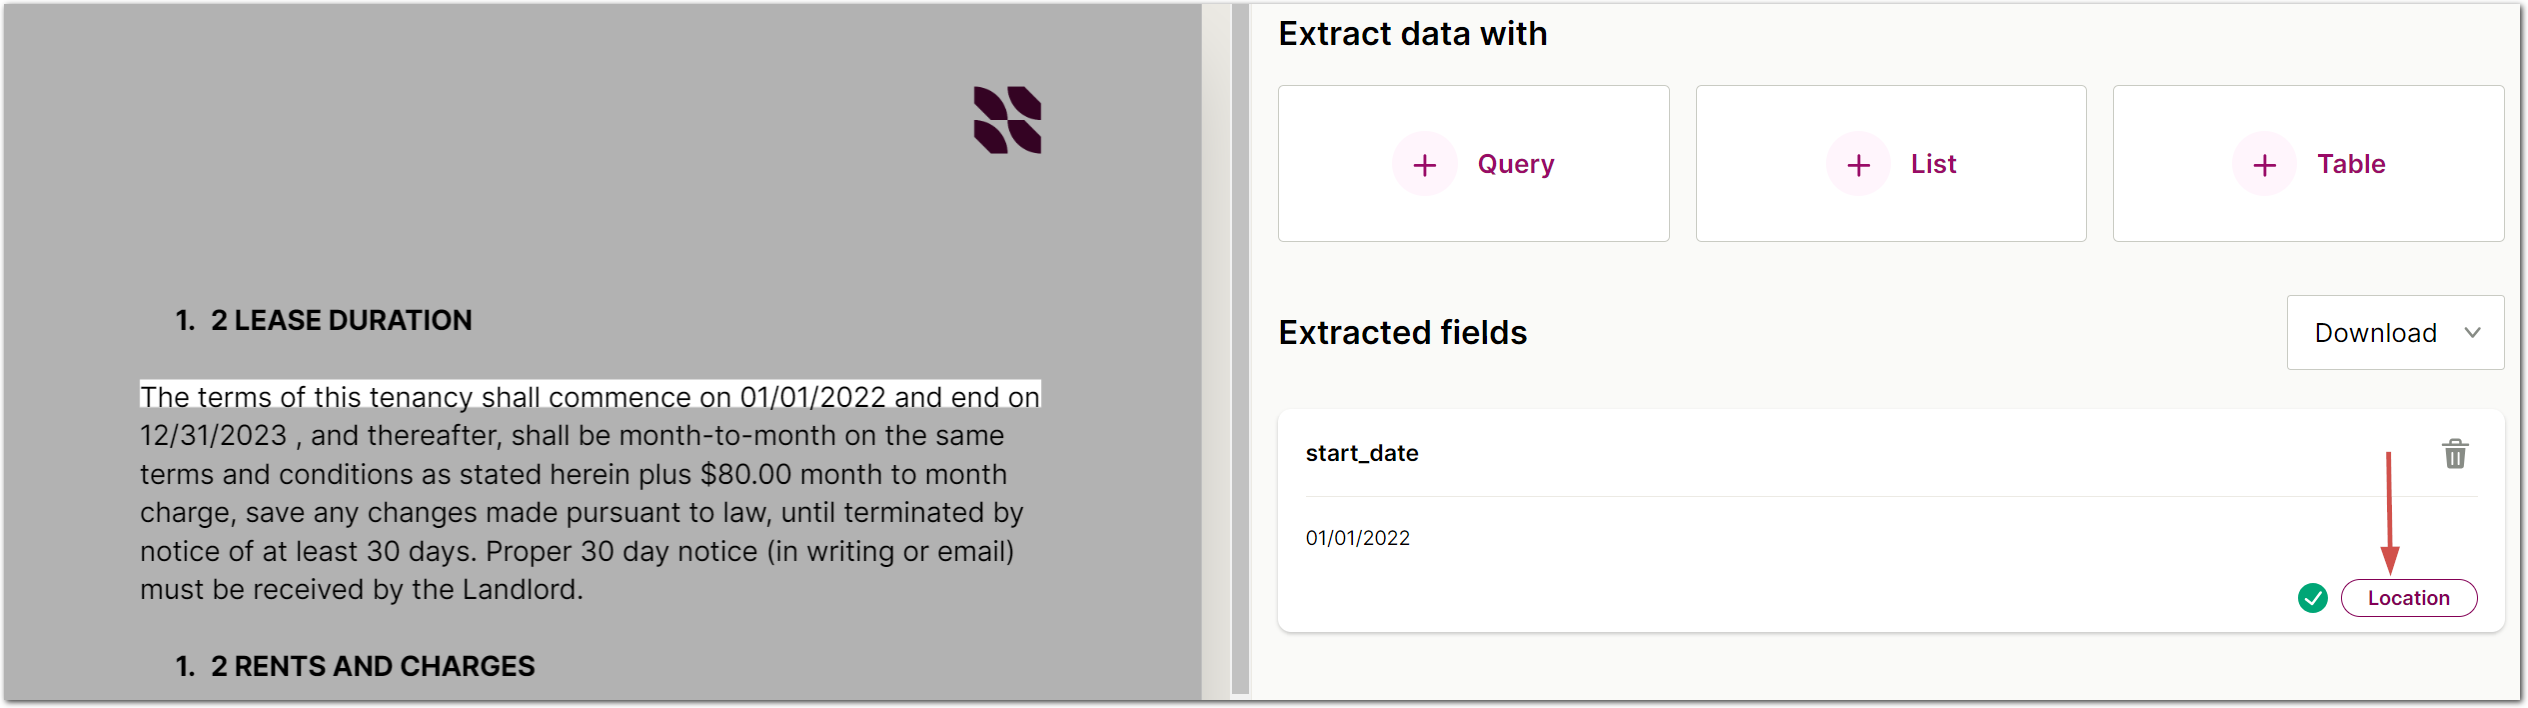 1. 2 LEASE DURATION
The terms of this tenancy shall commence on 01/01/2022 and end on
12/31/2023 , and thereafter, shall be month-to-month on the same
terms and conditions as stated herein plus $80.00 month to month
charge, save any changes made pursuant to law, until terminated by
notice of at least 30 days. Proper 30 day notice (in writing or email)
must be received by the Landlord.
1. 2 RENTS AND CHARGES
Extract data with
Query
List
Table
Extracted fields
Download
start_date
01/01/2022
Location